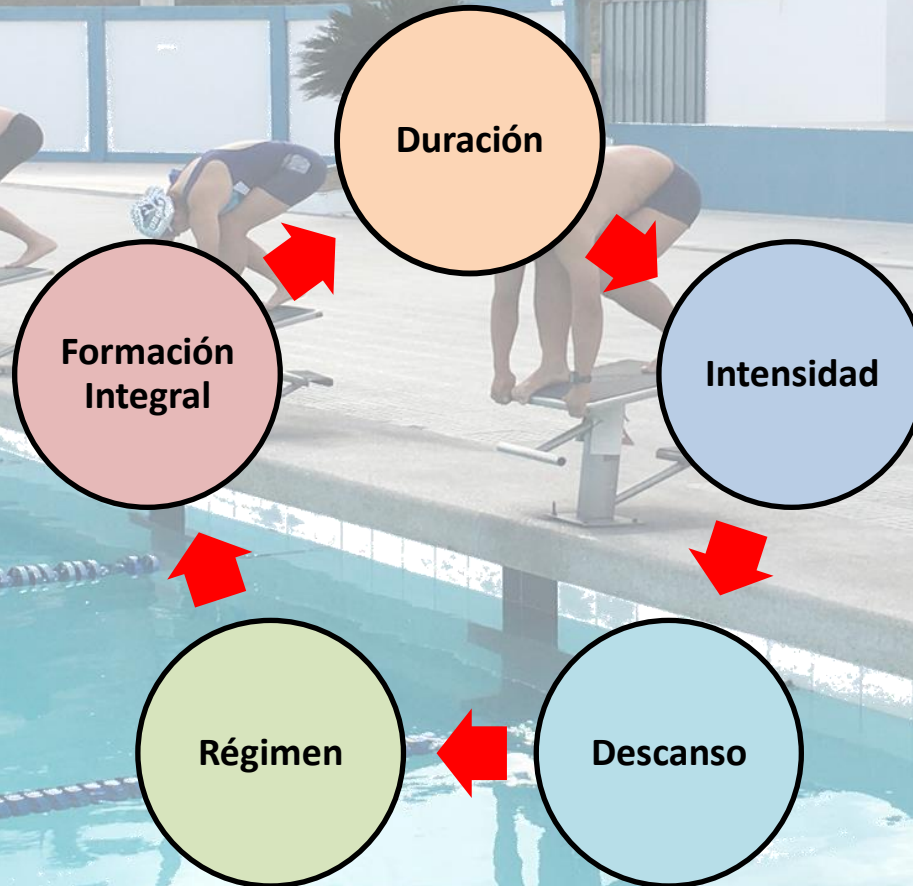 Duración
Intensidad
Descanso
Régimen
Formación
Integral